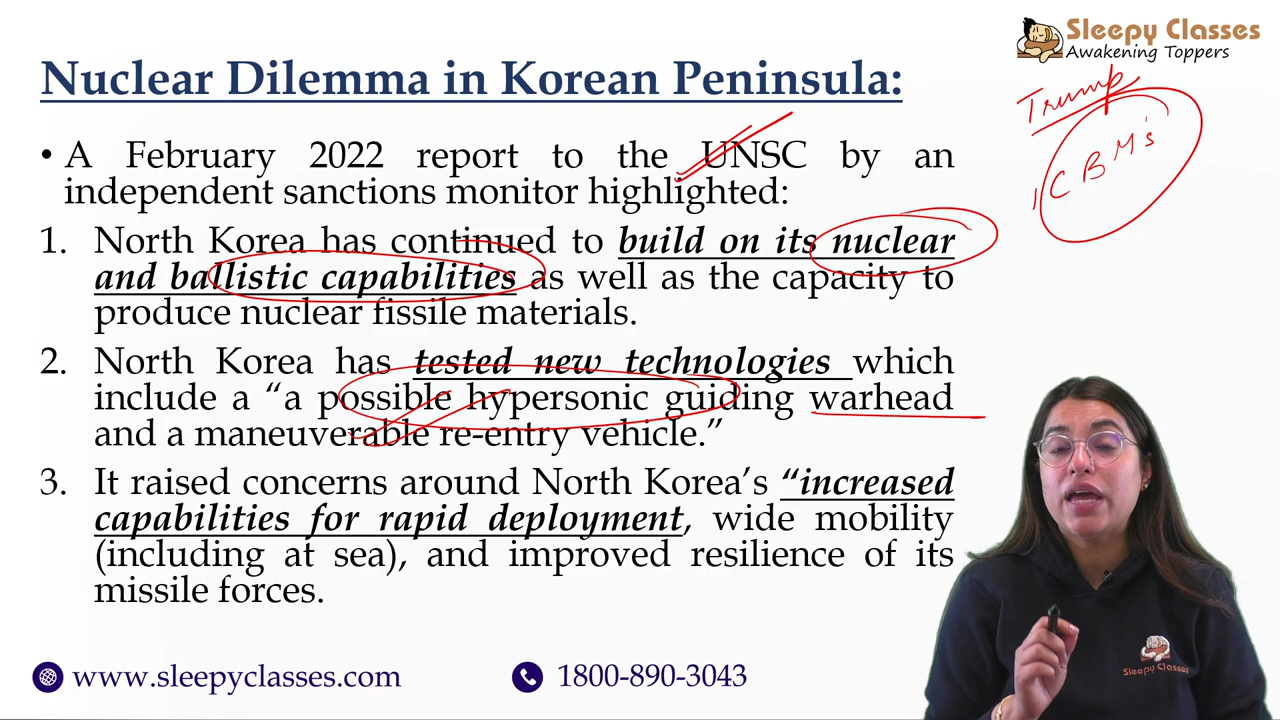 Sleepy Classes
Awakening Toppers
Nuclear Dilemma in Korean Peninsula:
Trump
ICBM's
• A February 2022 report to the UNSC by an
independent sanctions monitor highlighted:
1. North Korea has continued to build on its nuclear
and ballistic capabilities as well as the capacity to
produce nuclear fissile materials.
2. North Korea has tested new technologies which
include a “a possible hypersonic guiding warhead
and a maneuverable re-entry vehicle.”
3. It raised concerns around North Korea’s “increased
capabilities for rapid deployment, wide mobility
(including at sea), and improved resilience of its
missile forces.
Sleepy Classes
www.sleepyclasses.com
1800-890-3043